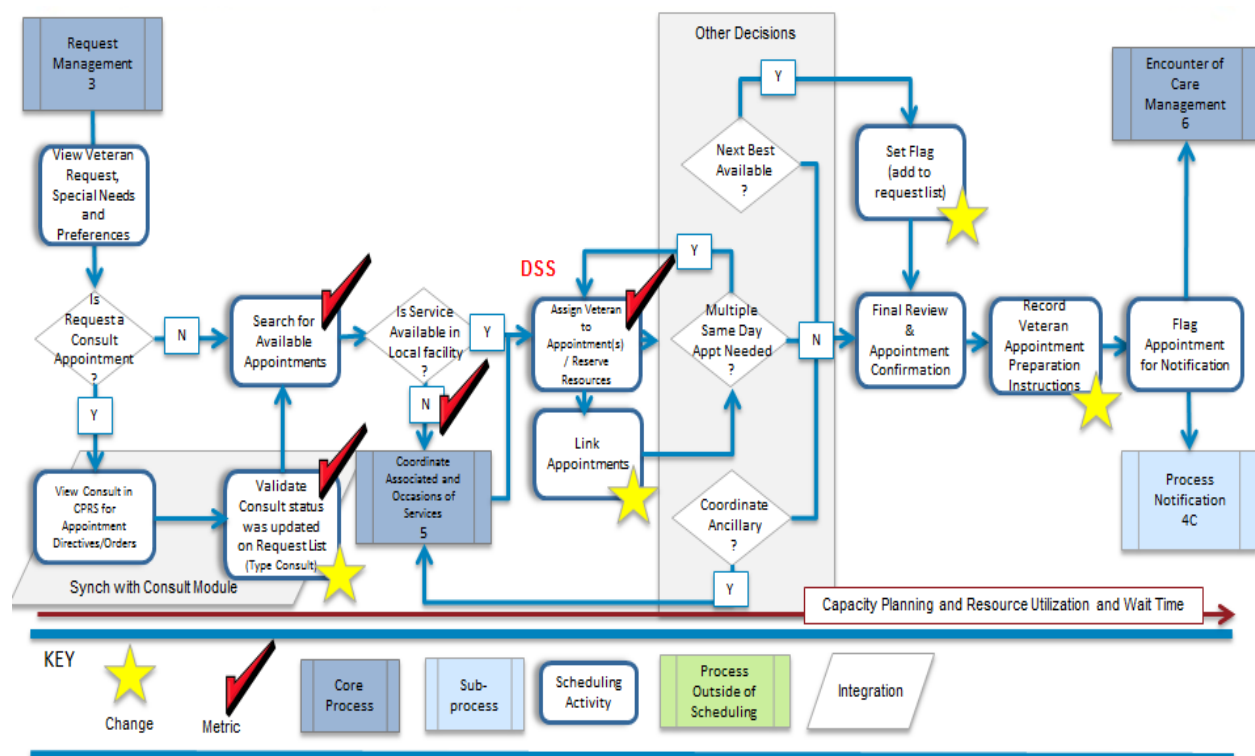 Request
Management
3
View Veteran
Request,
Special Needs
and
Preferences
Is
Request a
Consult
Appointment
?
N
Y
View Consult in
CPRS for
Appointment
Directives/Orders
Validate
Consult status
was updated
on Request List
(Type Consult)
Synch with Consult Module
Search for
Available
Appointments
Is Service
Available in
Local facility
?
Y
N
Coordinate
Associated and
Occasions of
Services
5
DSS
Assign Veteran
to
Appointment(s)
/ Reserve
Resources
Link
Appointments
Other Decisions
Y
Next Best
Available
?
Y
Multiple
Same Day
Appt Needed
?
N
Coordinate
Ancillary
?
Y
Set Flag
(add to
request list)
Final Review
&
Appointment
Confirmation
Record
Veteran
Appointment
Preparation
Instructions
Flag
Appointment
for Notification
Encounter of
Care
Management
6
Process
Notification
4C
Capacity Planning and Resource Utilization and Wait Time
KEY
Change
Metric
Core
Process
Sub-
process
Scheduling
Activity
Process
Outside of
Scheduling
Integration